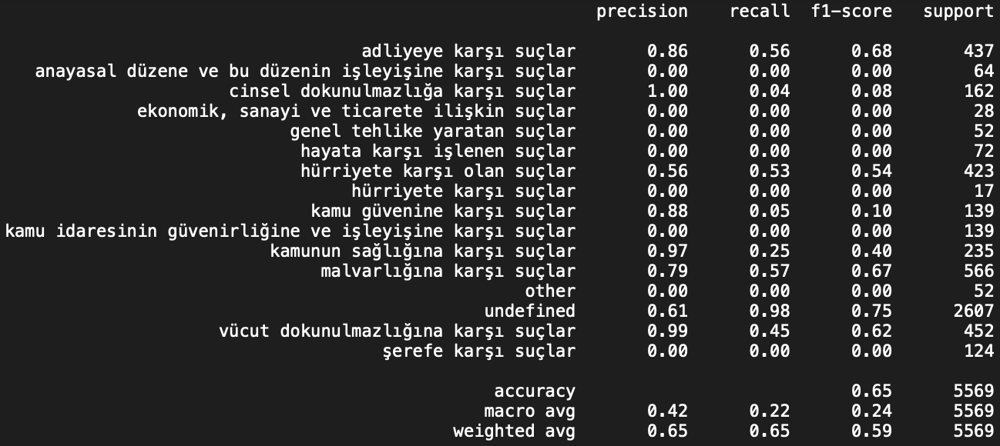 precision recall f1-score support
adliyeye karşı suçlar 0.86 0.56 0.68 437
anayasal düzene ve bu düzenin işleyişine karşı suçlar 0.00 0.00 0.00 64
cinsel dokunulmazlığa karşı suçlar 1.00 0.04 0.08 162
ekonomik, sanayi ve ticarete ilişkin suçlar 0.00 0.00 0.00 28
genel tehlike yaratan suçlar 0.00 0.00 0.00 52
hayata karşı işlenen suçlar 0.00 0.00 0.00 72
hürriyete karşı olan suçlar 0.56 0.53 0.54 423
hürriyete karşı suçlar 0.00 0.00 0.00 17
kamu güvenine karşı suçlar 0.88 0.05 0.10 139
kamu idaresinin güvenirliğine ve işleyişine karşı suçlar 0.00 0.00 0.00 139
kamunun sağlığına karşı suçlar 0.97 0.25 0.40 235
malvarlığına karşı suçlar 0.79 0.57 0.67 566
other 0.00 0.00 0.00 52
undefined 0.61 0.98 0.75 2607
vücut dokunulmazlığına karşı suçlar 0.99 0.45 0.62 452
şerefe karşı suçlar 0.00 0.00 0.00 124
accuracy 0.65 5569
macro avg 0.42 0.22 0.24 5569
weighted avg 0.65 0.65 0.59 5569